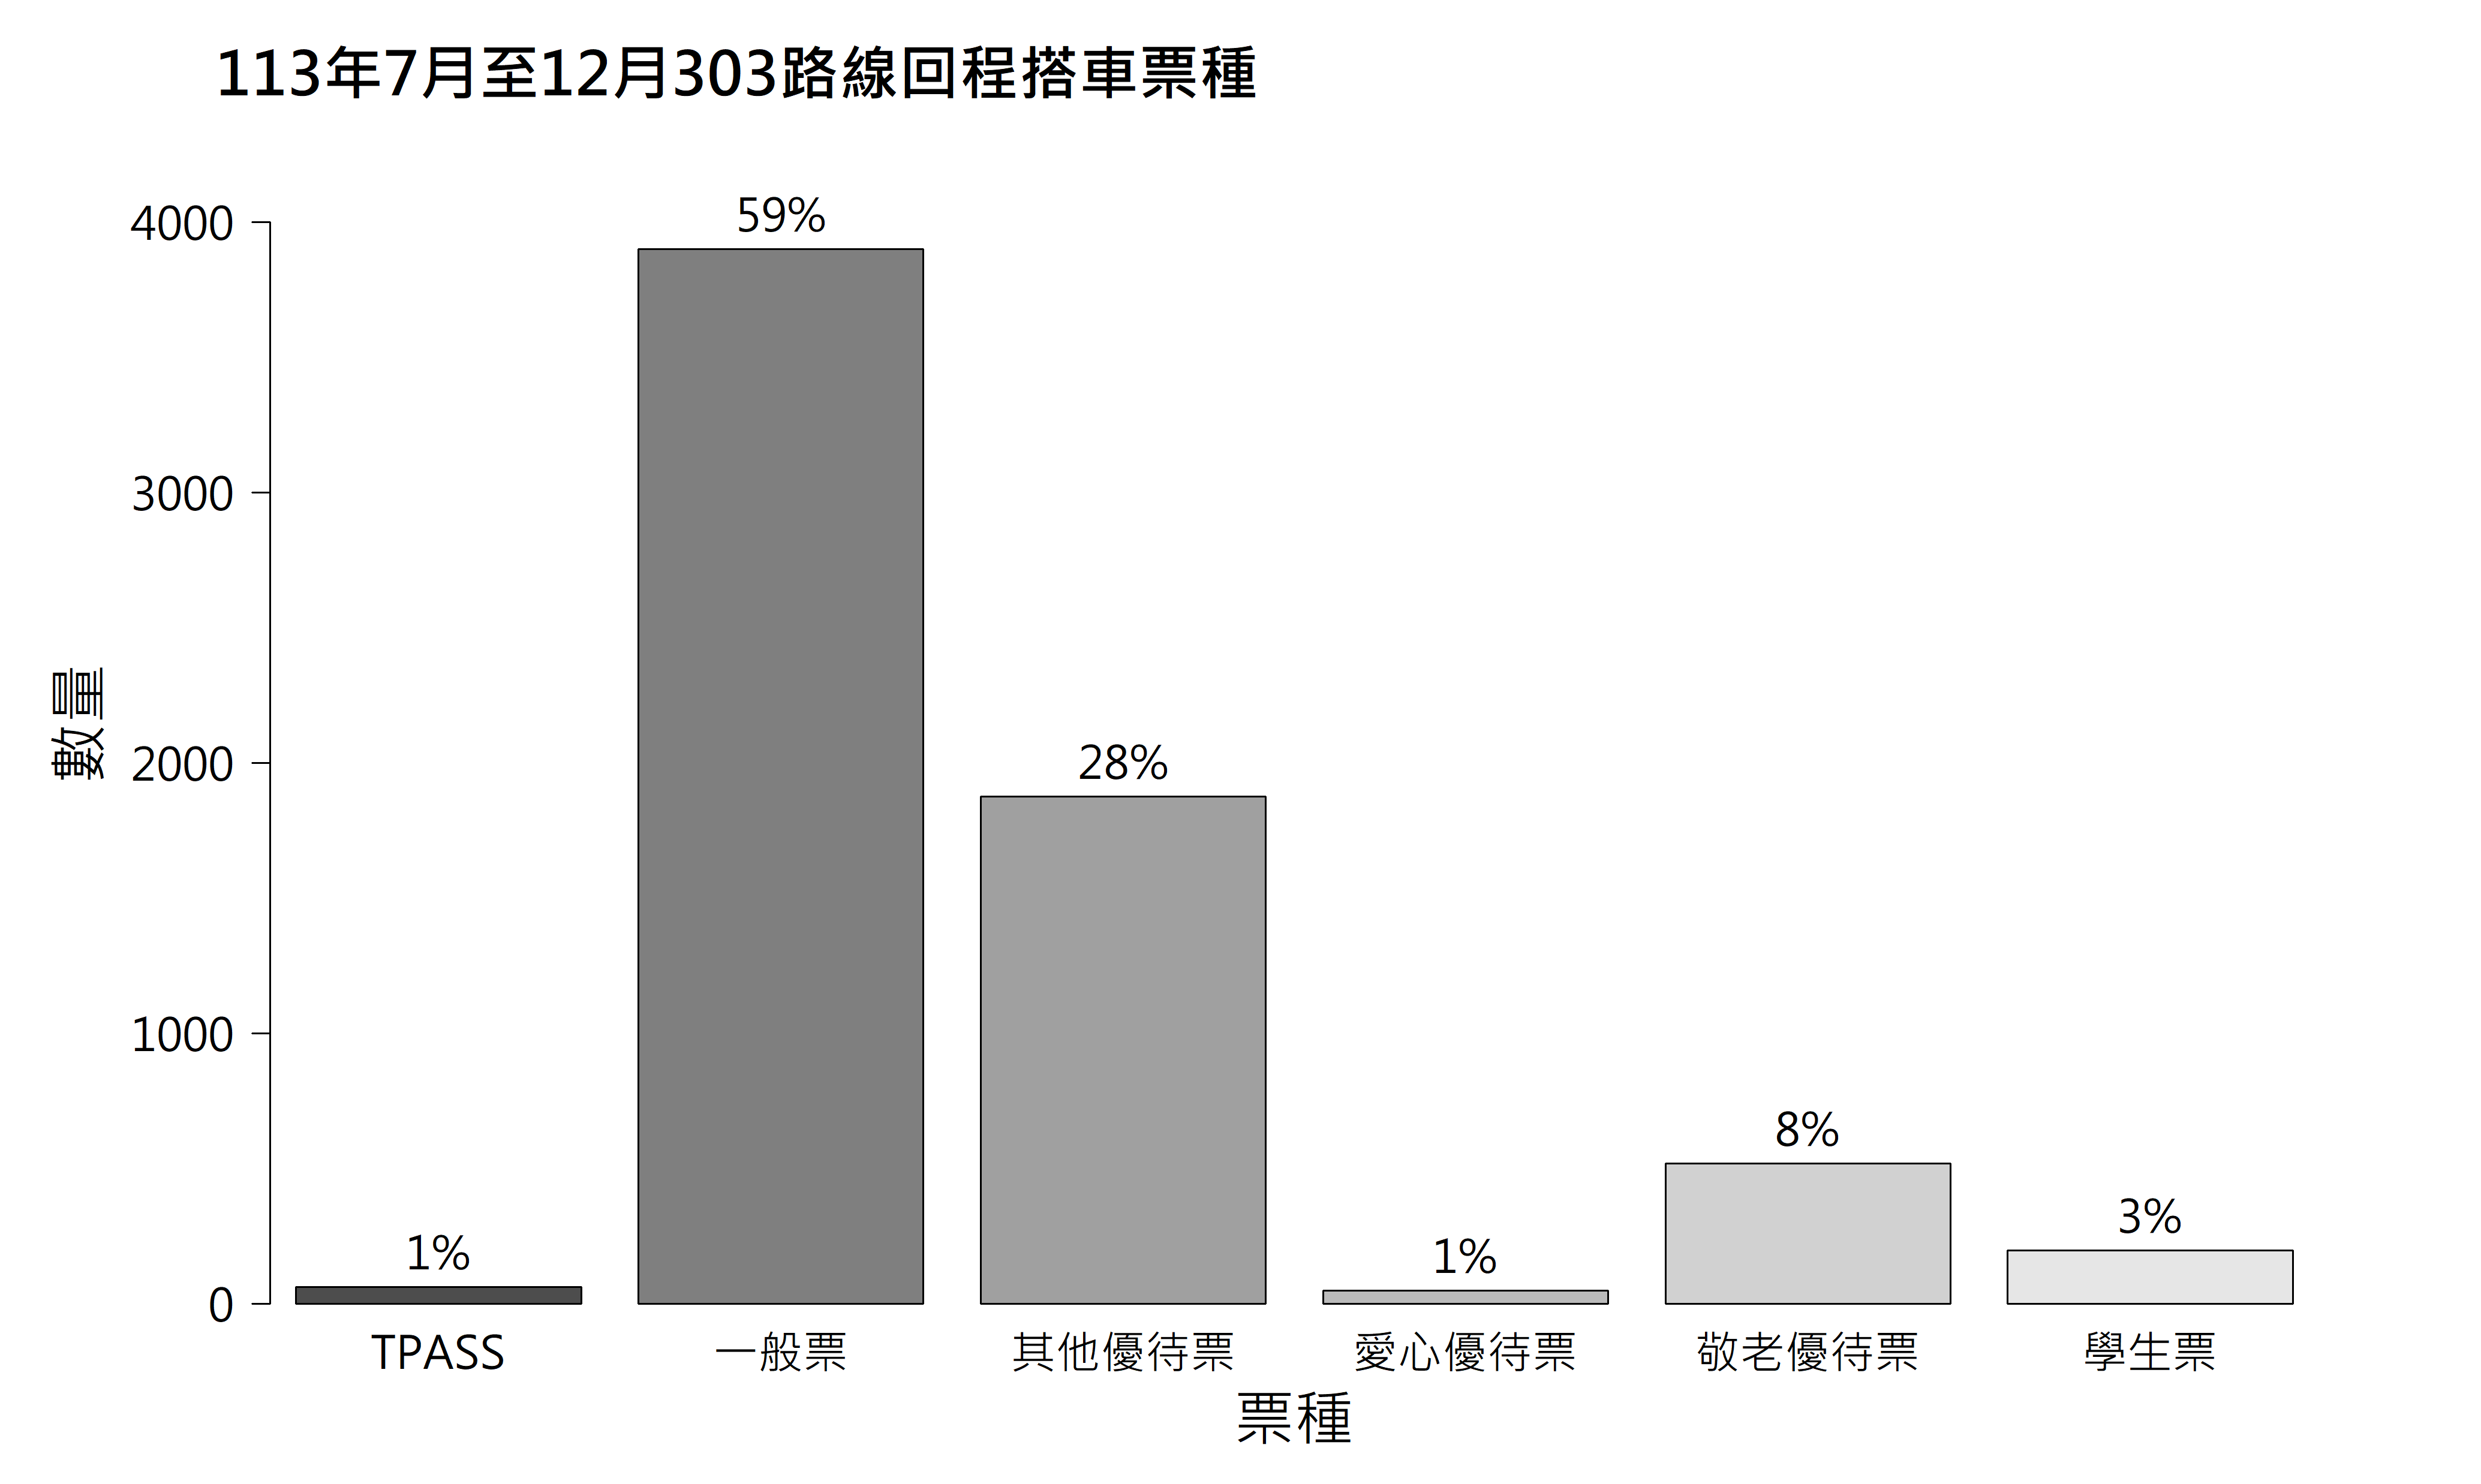 113年7月至12月303路線回程搭車票種
數量
4000
3000
2000
1000
0
1%
59%
28%
1%
8%
3%
TPASS
一般票
其他優待票
愛心優待票
敬老優待票
學生票
票種